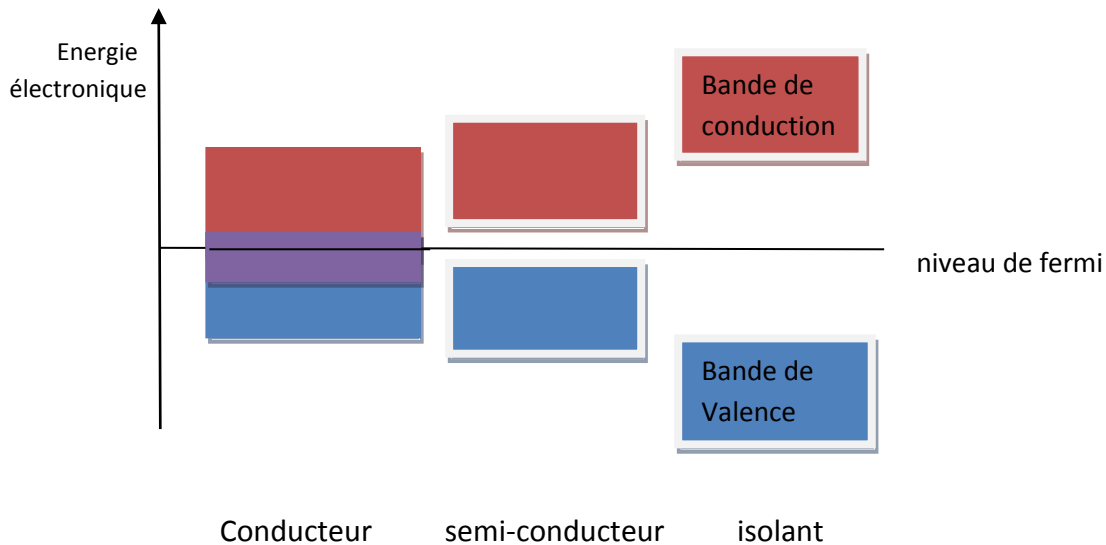 Energie
électronique
Bande de
conduction
niveau de fermi
Bande de
Valence
Conducteur
semi-conducteur
isolant